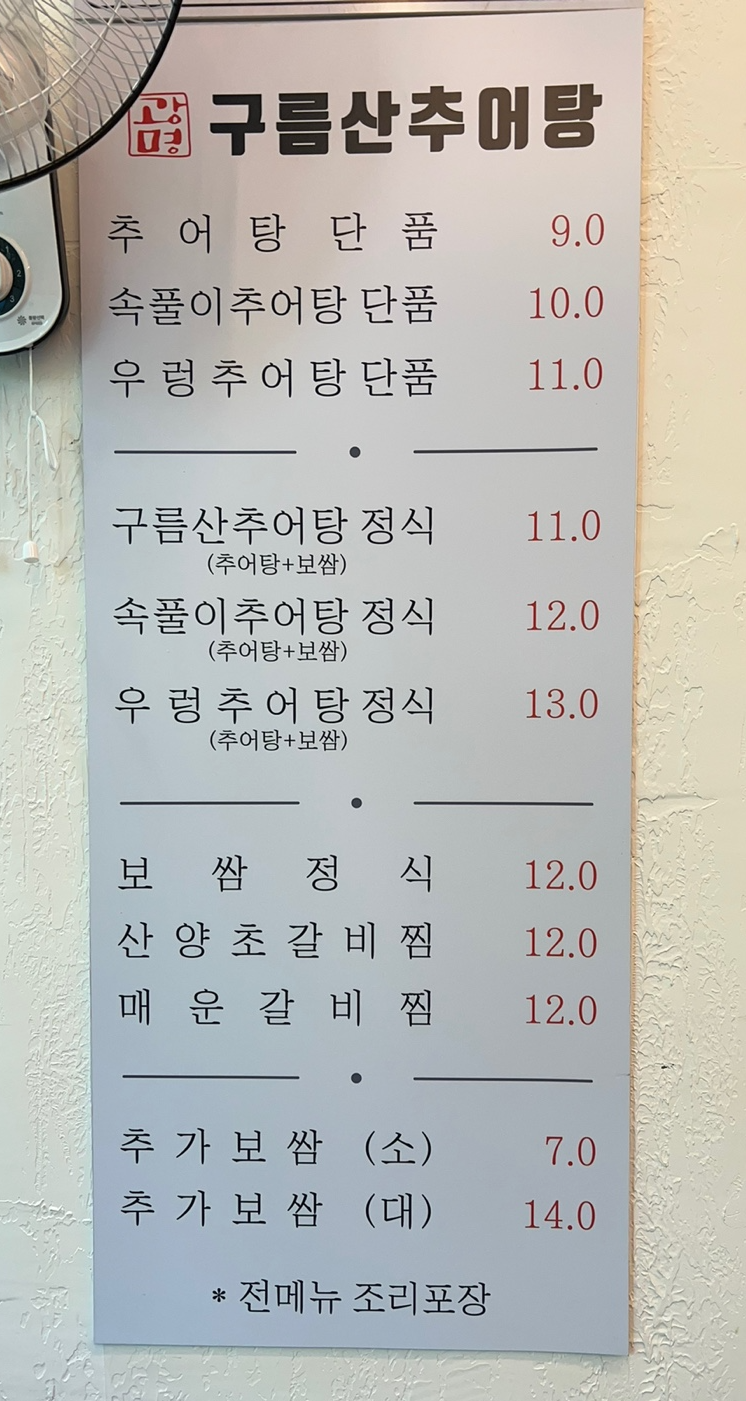 광명 구름산추어탕
추어탕단품 9.0
속풀이추어탕 단품 10.0
우렁추어탕단품 11.0
구름산추어탕 정식 11.0
(추어탕+보쌈)
속풀이추어탕 정식 12.0
(추어탕+보쌈)
우렁추어탕정식 13.0
(추어탕+보쌈)
보쌈정식 12.0
산양초갈비찜 12.0
매운갈비찜 12.0
추가보쌈 (소) 7.0
추가보쌈 (대) 14.0
* 전메뉴 조리포장
1
2
3